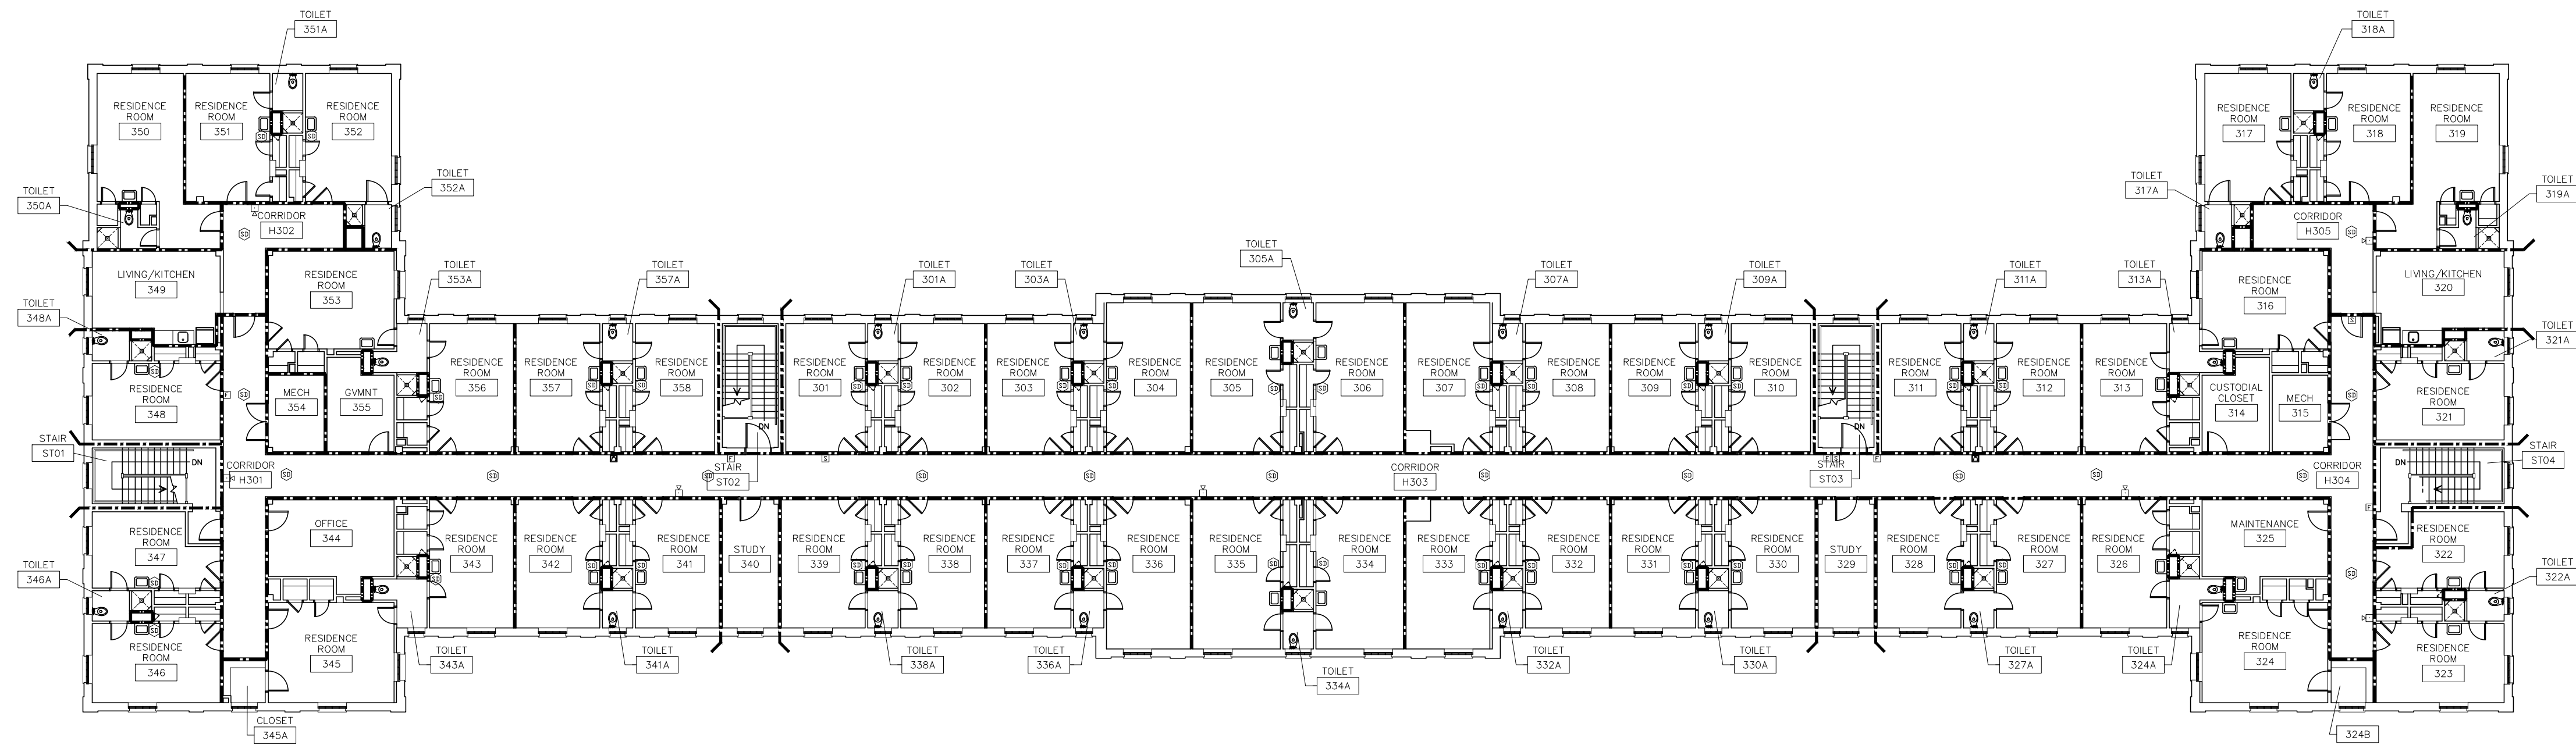 TOILET
351A
TOILET
318A
RESIDENCE
ROOM
350
RESIDENCE
ROOM
351
RESIDENCE
ROOM
352
RESIDENCE
ROOM
317
RESIDENCE
ROOM
318
RESIDENCE
ROOM
319
SD
SD
TOILET
350A
TOILET
352A
TOILET
317A
TOILET
319A
CORRIDOR
H302
SD
CORRIDOR
H305
SD
LIVING/KITCHEN
349
RESIDENCE
ROOM
353
TOILET
353A
TOILET
357A
TOILET
301A
TOILET
303A
TOILET
305A
TOILET
307A
TOILET
309A
TOILET
311A
TOILET
313A
RESIDENCE
ROOM
316
LIVING/KITCHEN
320
TOILET
348A
TOILET
321A
RESIDENCE
ROOM
348
MECH
354
GVMNT
355
RESIDENCE
ROOM
356
RESIDENCE
ROOM
357
RESIDENCE
ROOM
358
RESIDENCE
ROOM
301
RESIDENCE
ROOM
302
RESIDENCE
ROOM
303
RESIDENCE
ROOM
304
RESIDENCE
ROOM
305
RESIDENCE
ROOM
306
RESIDENCE
ROOM
307
RESIDENCE
ROOM
308
RESIDENCE
ROOM
309
RESIDENCE
ROOM
310
RESIDENCE
ROOM
311
RESIDENCE
ROOM
312
RESIDENCE
ROOM
313
CUSTODIAL
CLOSET
314
MECH
315
RESIDENCE
ROOM
321
DN
DN
STAIR
ST01
DN
CORRIDOR
H301
STAIR
ST02
CORRIDOR
H303
STAIR
ST03
CORRIDOR
H304
DN
STAIR
ST04
RESIDENCE
ROOM
347
OFFICE
344
RESIDENCE
ROOM
343
RESIDENCE
ROOM
342
RESIDENCE
ROOM
341
STUDY
340
RESIDENCE
ROOM
339
RESIDENCE
ROOM
338
RESIDENCE
ROOM
337
RESIDENCE
ROOM
336
RESIDENCE
ROOM
335
RESIDENCE
ROOM
334
RESIDENCE
ROOM
333
RESIDENCE
ROOM
332
RESIDENCE
ROOM
331
RESIDENCE
ROOM
330
STUDY
329
RESIDENCE
ROOM
328
RESIDENCE
ROOM
327
RESIDENCE
ROOM
326
MAINTENANCE
325
RESIDENCE
ROOM
322
TOILET
346A
TOILET
322A
RESIDENCE
ROOM
346
RESIDENCE
ROOM
345
TOILET
343A
TOILET
341A
TOILET
338A
TOILET
336A
TOILET
334A
TOILET
332A
TOILET
330A
TOILET
327A
TOILET
324A
RESIDENCE
ROOM
324
RESIDENCE
ROOM
323
CLOSET
345A
324B